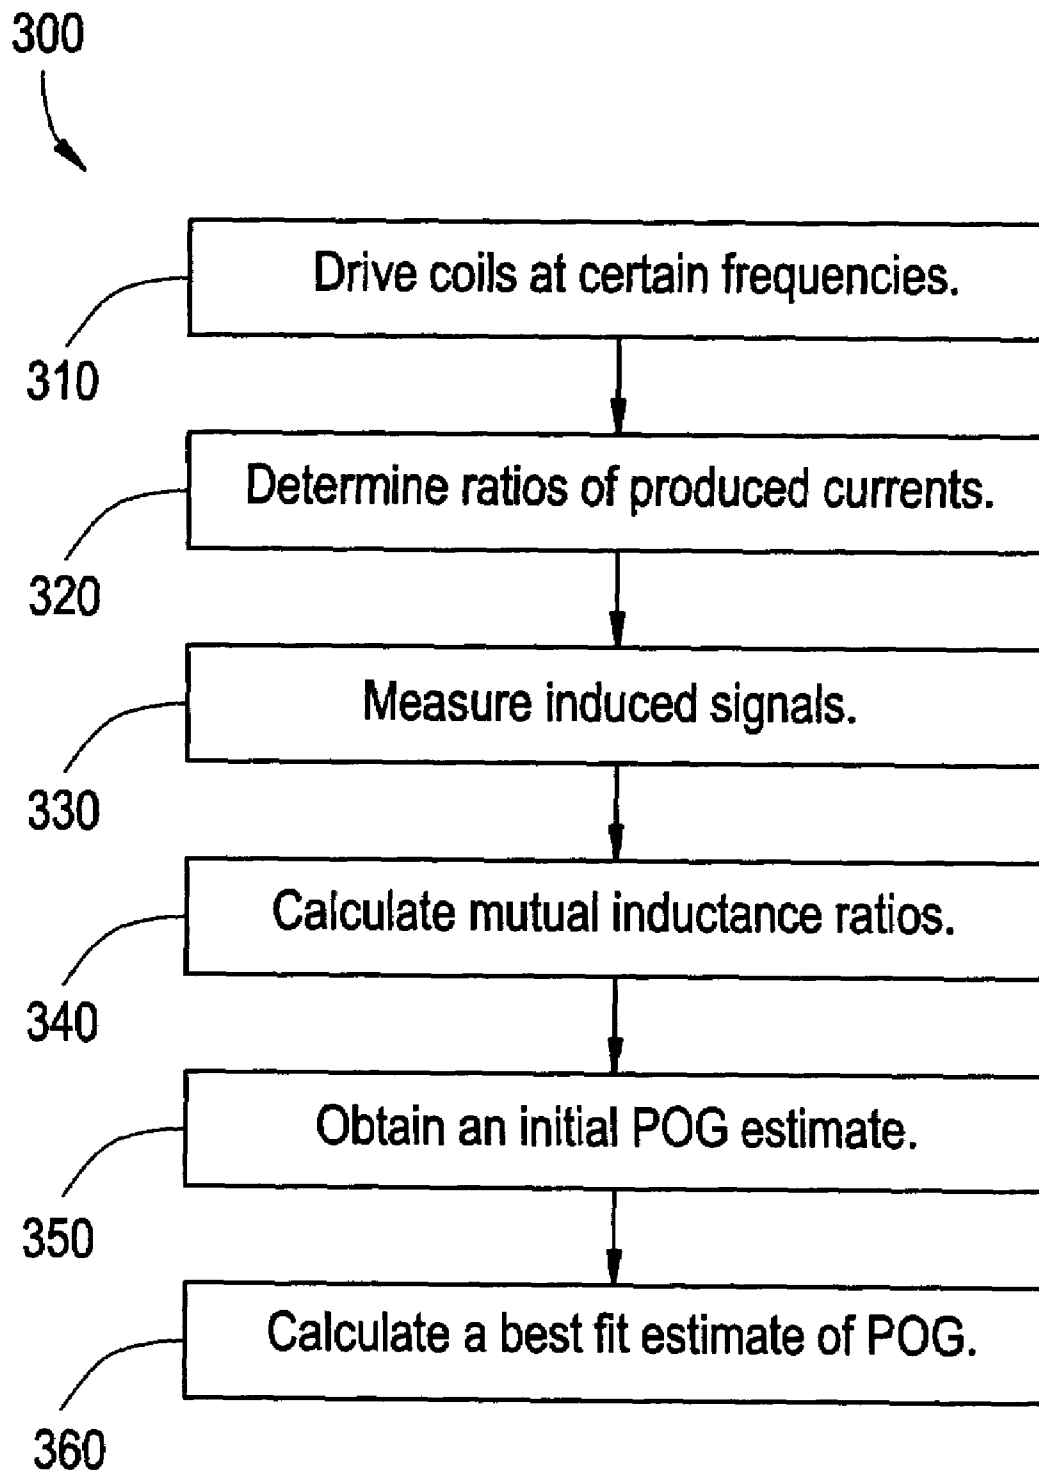 300
Drive coils at certain frequencies.
310
Determine ratios of produced currents.
320
Measure induced signals.
330
Calculate mutual inductance ratios.
340
Obtain an initial POG estimate.
350
Calculate a best fit estimate of POG.
360